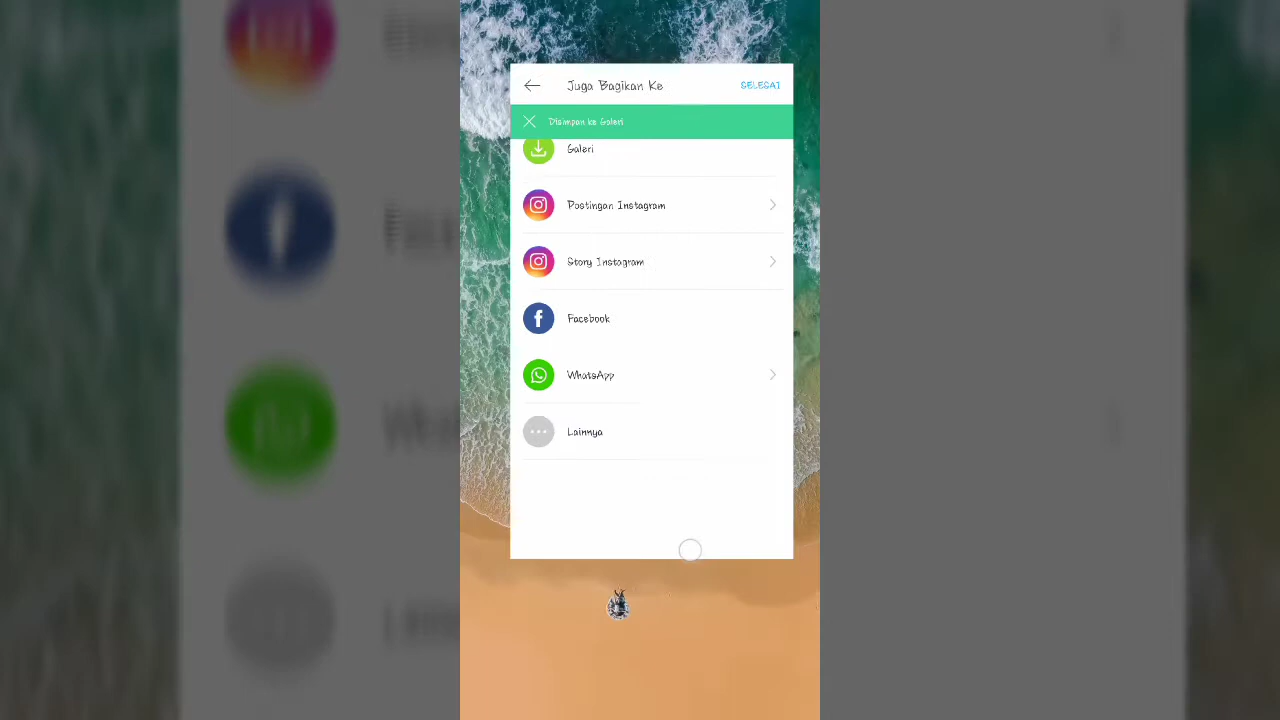 Juga Bagikan Ke
SELESAI
Disimpan ke Galeri
Galeri
Postingan Instagram
Story Instagram
Facebook
WhatsApp
Lainnya